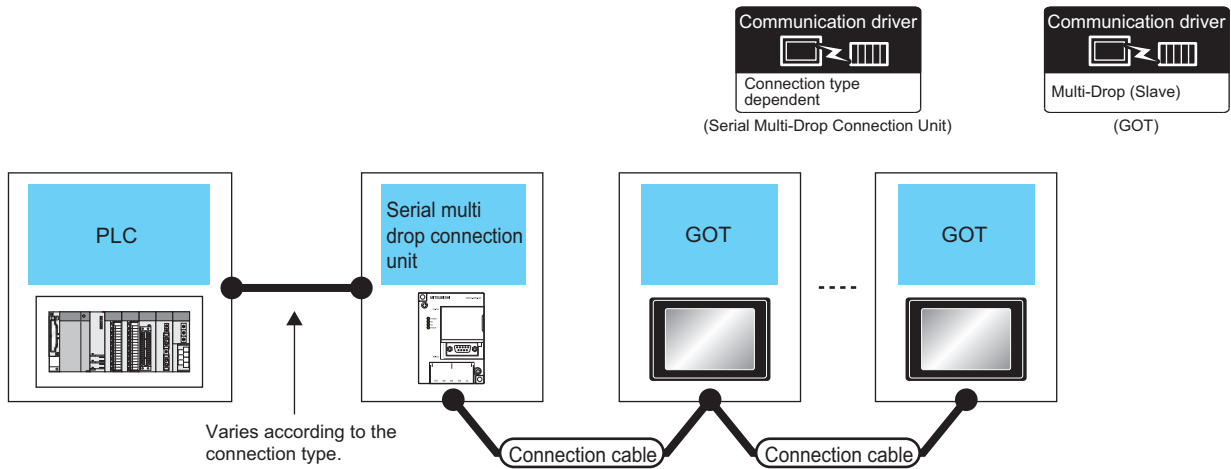 Communication driver
Connection type
dependent
(Serial Multi-Drop Connection Unit)
Communication driver
Multi-Drop (Slave)
(GOT)
PLC
Serial multi
drop connection
unit
MITSUBISHI
GOT
GOT
Varies according to the
connection type.
Connection cable
Connection cable